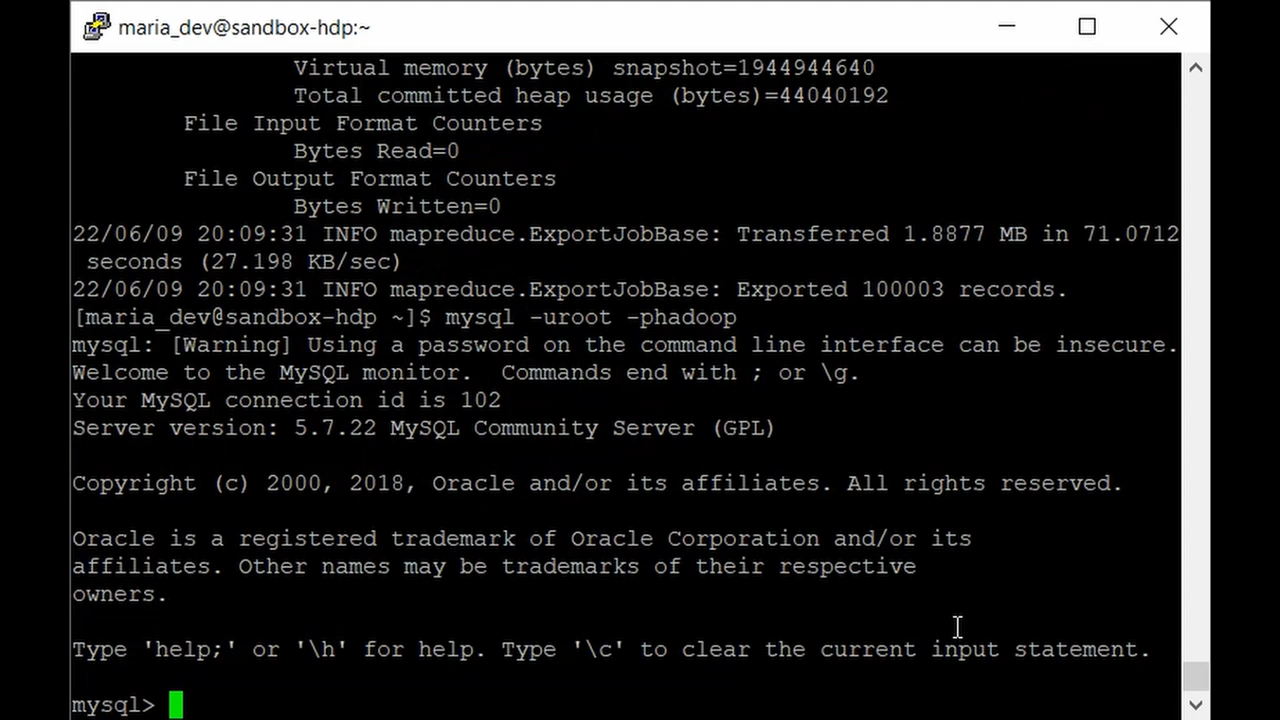 maria_dev@sandbox-hdp:~
Virtual memory (bytes) snapshot=1944944640
Total committed heap usage (bytes)=44040192
File Input Format Counters
Bytes Read=0
File Output Format Counters
Bytes Written=0
22/06/09 20:09:31 INFO mapreduce.ExportJobBase: Transferred 1.8877 MB in 71.0712
seconds (27.198 KB/sec)
22/06/09 20:09:31 INFO mapreduce.ExportJobBase: Exported 100003 records.
[maria_dev@sandbox-hdp ~]$ mysql -uroot -phadoop
mysql: [Warning] Using a password on the command line interface can be insecure.
Welcome to the MySQL monitor.  Commands end with ; or \g.
Your MySQL connection id is 102
Server version: 5.7.22 MySQL Community Server (GPL)
Copyright (c) 2000, 2018, Oracle and/or its affiliates. All rights reserved.
Oracle is a registered trademark of Oracle Corporation and/or its
affiliates. Other names may be trademarks of their respective
owners.
Type 'help;' or '\h' for help. Type '\c' to clear the current input statement.
mysql>